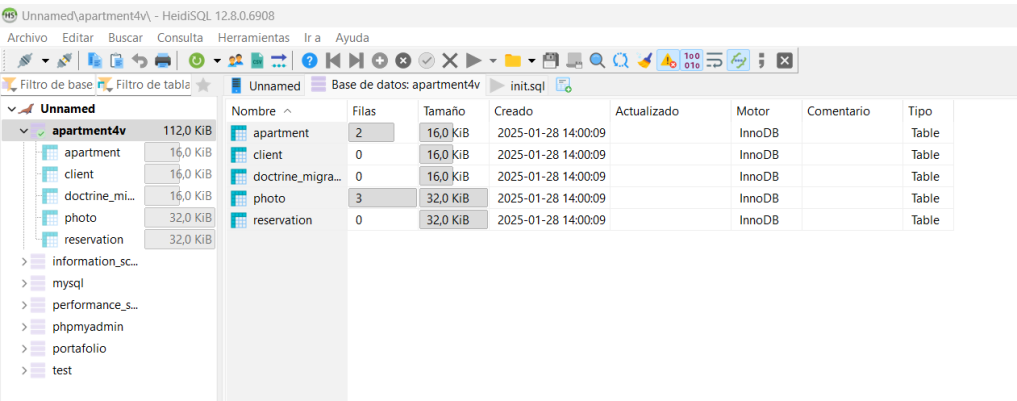 Unnamed\apartment4v\ - HeidiSQL 12.8.0.6908
Archivo Editar Buscar Consulta Herramientas Ir a Ayuda
Filtro de base Filtro de tabla Unnamed Base de datos: apartment4v init.sql
Unnamed
apartment4v 112,0 KiB
apartment 16,0 KiB
client 16,0 KiB
doctrine_mi... 16,0 KiB
photo 32,0 KiB
reservation 32,0 KiB
information_sc...
mysql
performance_s...
phpmyadmin
portafolio
test
Nombre Filas Tamaño Creado Actualizado Motor Comentario Tipo
apartment 2 16,0 KiB 2025-01-28 14:00:09 InnoDB Table
client 0 16,0 KiB 2025-01-28 14:00:09 InnoDB Table
doctrine_migra... 0 16,0 KiB 2025-01-28 14:00:09 InnoDB Table
photo 3 32,0 KiB 2025-01-28 14:00:09 InnoDB Table
reservation 0 32,0 KiB 2025-01-28 14:00:09 InnoDB Table